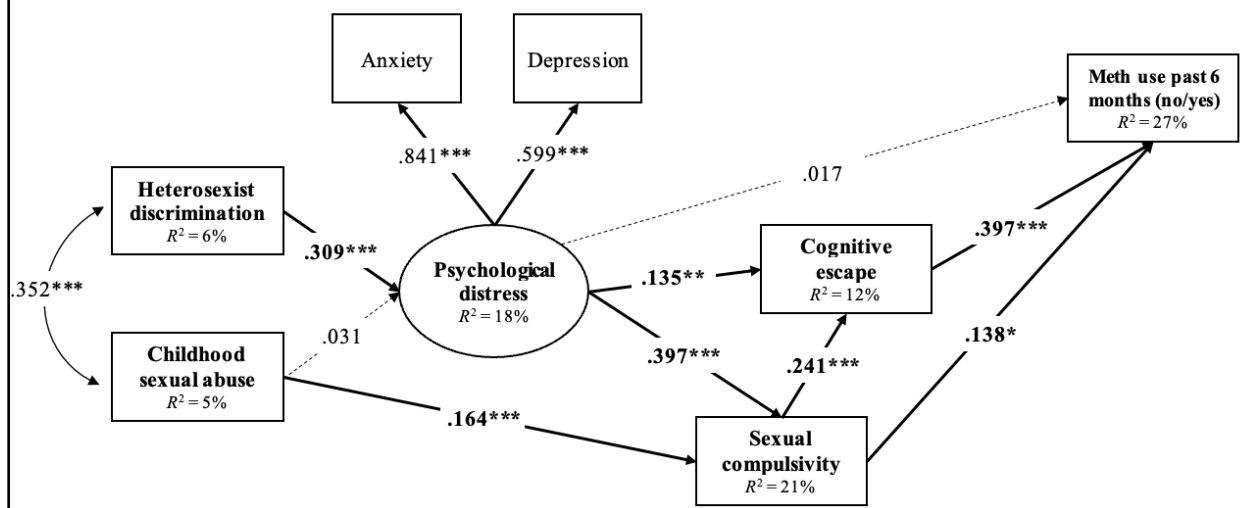 Anxiety
Depression
Meth use past 6
months (no/yes)
R² = 27%
.841***
.599***
.017
Heterosexist
discrimination
R² = 6%
.309***
Psychological
distress
R² = 18%
.135**
Cognitive
escape
R² = 12%
.397***
.352***
.031
Childhood
sexual abuse
R² = 5%
.397***
.241***
.138*
.164***
Sexual
compulsivity
R² = 21%